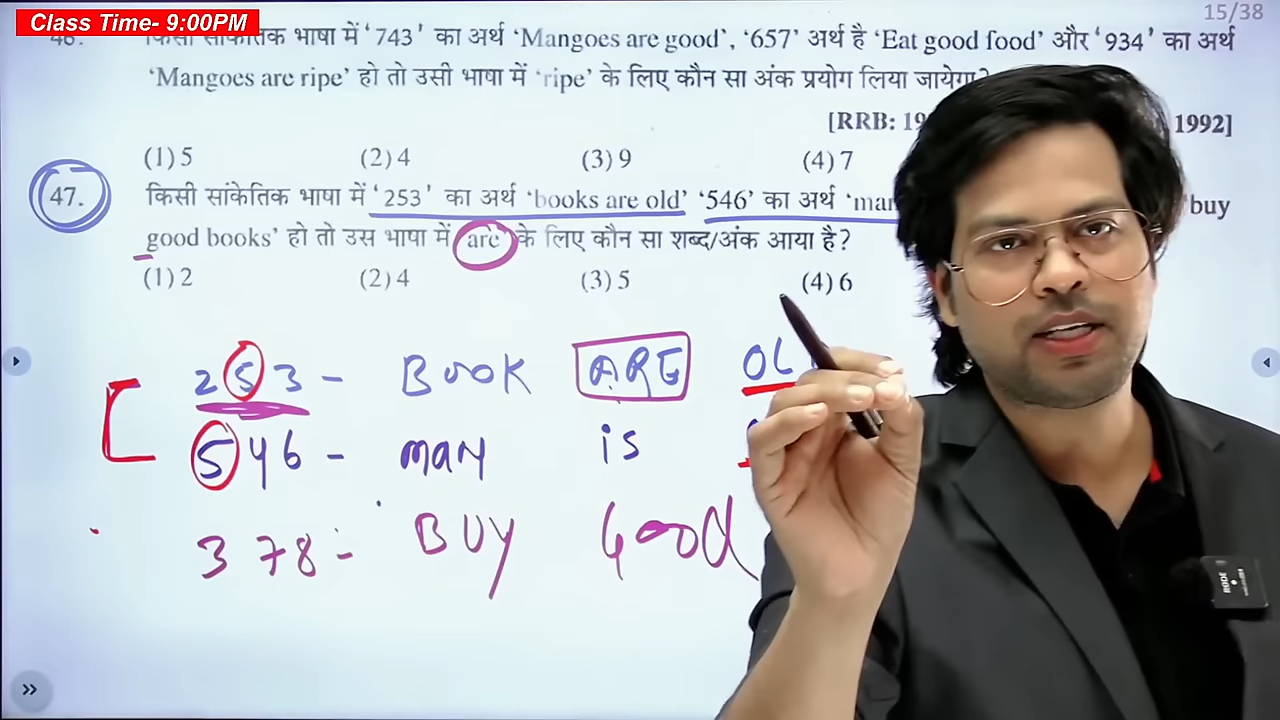 Class Time- 9:00PM
15/38
46. किसी सांकेतिक भाषा में ‘743’ का अर्थ ‘Mangoes are good’, ‘657’ अर्थ है ‘Eat good food’ और ‘934’ का अर्थ
‘Mangoes are ripe’ हो तो उसी भाषा में ‘ripe’ के लिए कौन सा अंक प्रयोग लिया जायेगा?
[RRB: 19 1992]
(1) 5 (2) 4 (3) 9 (4) 7
47. किसी सांकेतिक भाषा में ‘253’ का अर्थ ‘books are old’ ‘546’ का अर्थ ‘man buy
good books’ हो तो उस भाषा में ‘are’ के लिए कौन सा शब्द/अंक आया है?
(1) 2 (2) 4 (3) 5 (4) 6
253 - BOOK ARE OL
546 - MAN is
378 - BUY Good
RODE